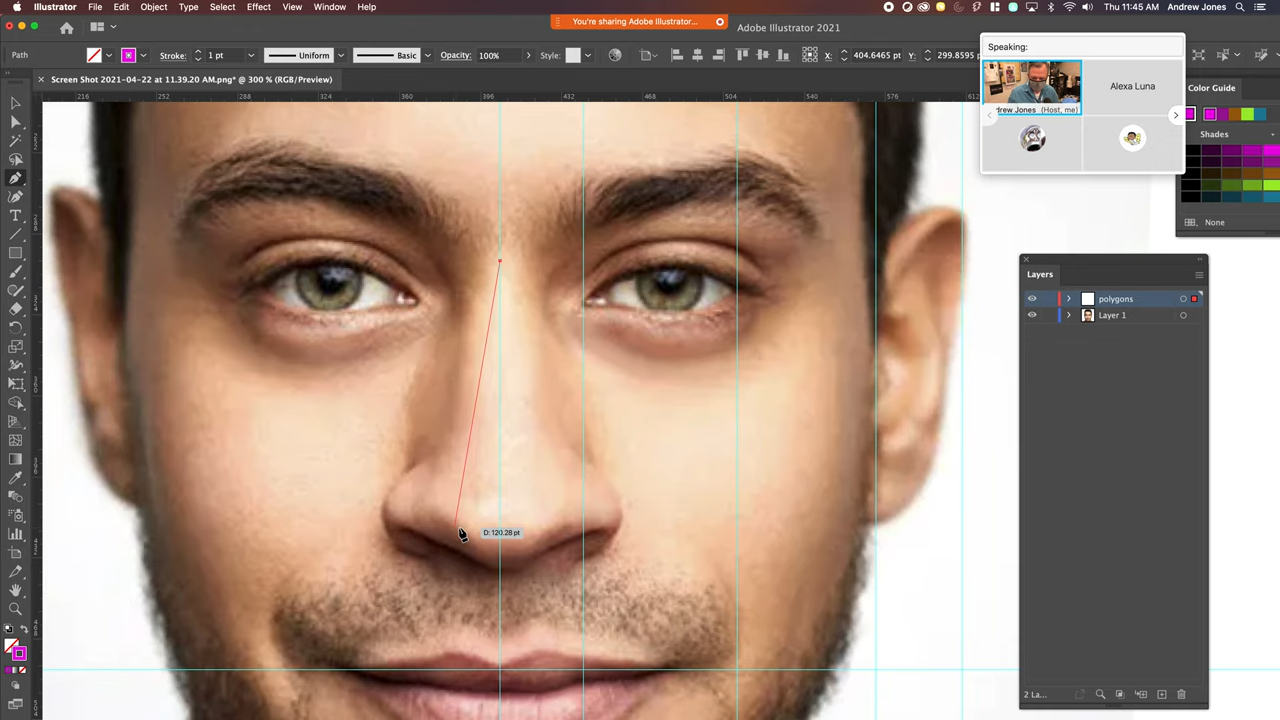 Illustrator File Edit Object Type Select Effect View Window Help Thu 11:45 AM Andrew Jones
You're sharing Adobe Illustrator... Adobe Illustrator 2021
Speaking:
Path Stroke: 1 pt Uniform Basic Opacity: 100% Style: X: 404.6465 pt Y: 299.8595
Screen Shot 2021-04-22 at 11.39.20 AM.png* @ 300 % (RGB/Preview)
Alexa Luna
drew Jones (Host, me)
Color Guide
Shades
None
216 252 288 324 360 396 432 468 504 540 576 612
Layers
polygons
Layer 1
D: 120.28 pt
2 La...